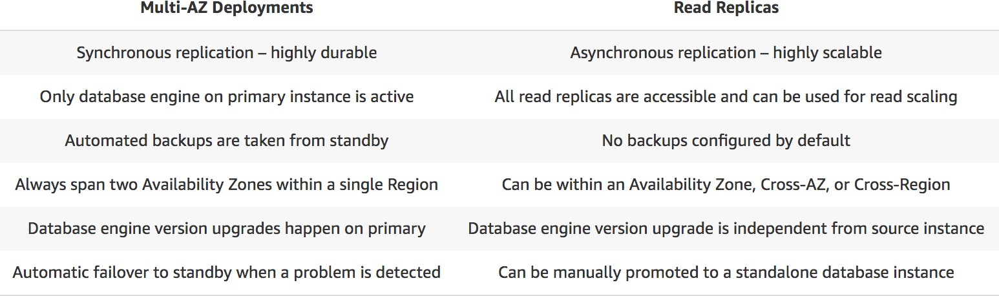 Multi-AZ Deployments Read Replicas
Synchronous replication – highly durable Asynchronous replication – highly scalable
Only database engine on primary instance is active All read replicas are accessible and can be used for read scaling
Automated backups are taken from standby No backups configured by default
Always span two Availability Zones within a single Region Can be within an Availability Zone, Cross-AZ, or Cross-Region
Database engine version upgrades happen on primary Database engine version upgrade is independent from source instance
Automatic failover to standby when a problem is detected Can be manually promoted to a standalone database instance